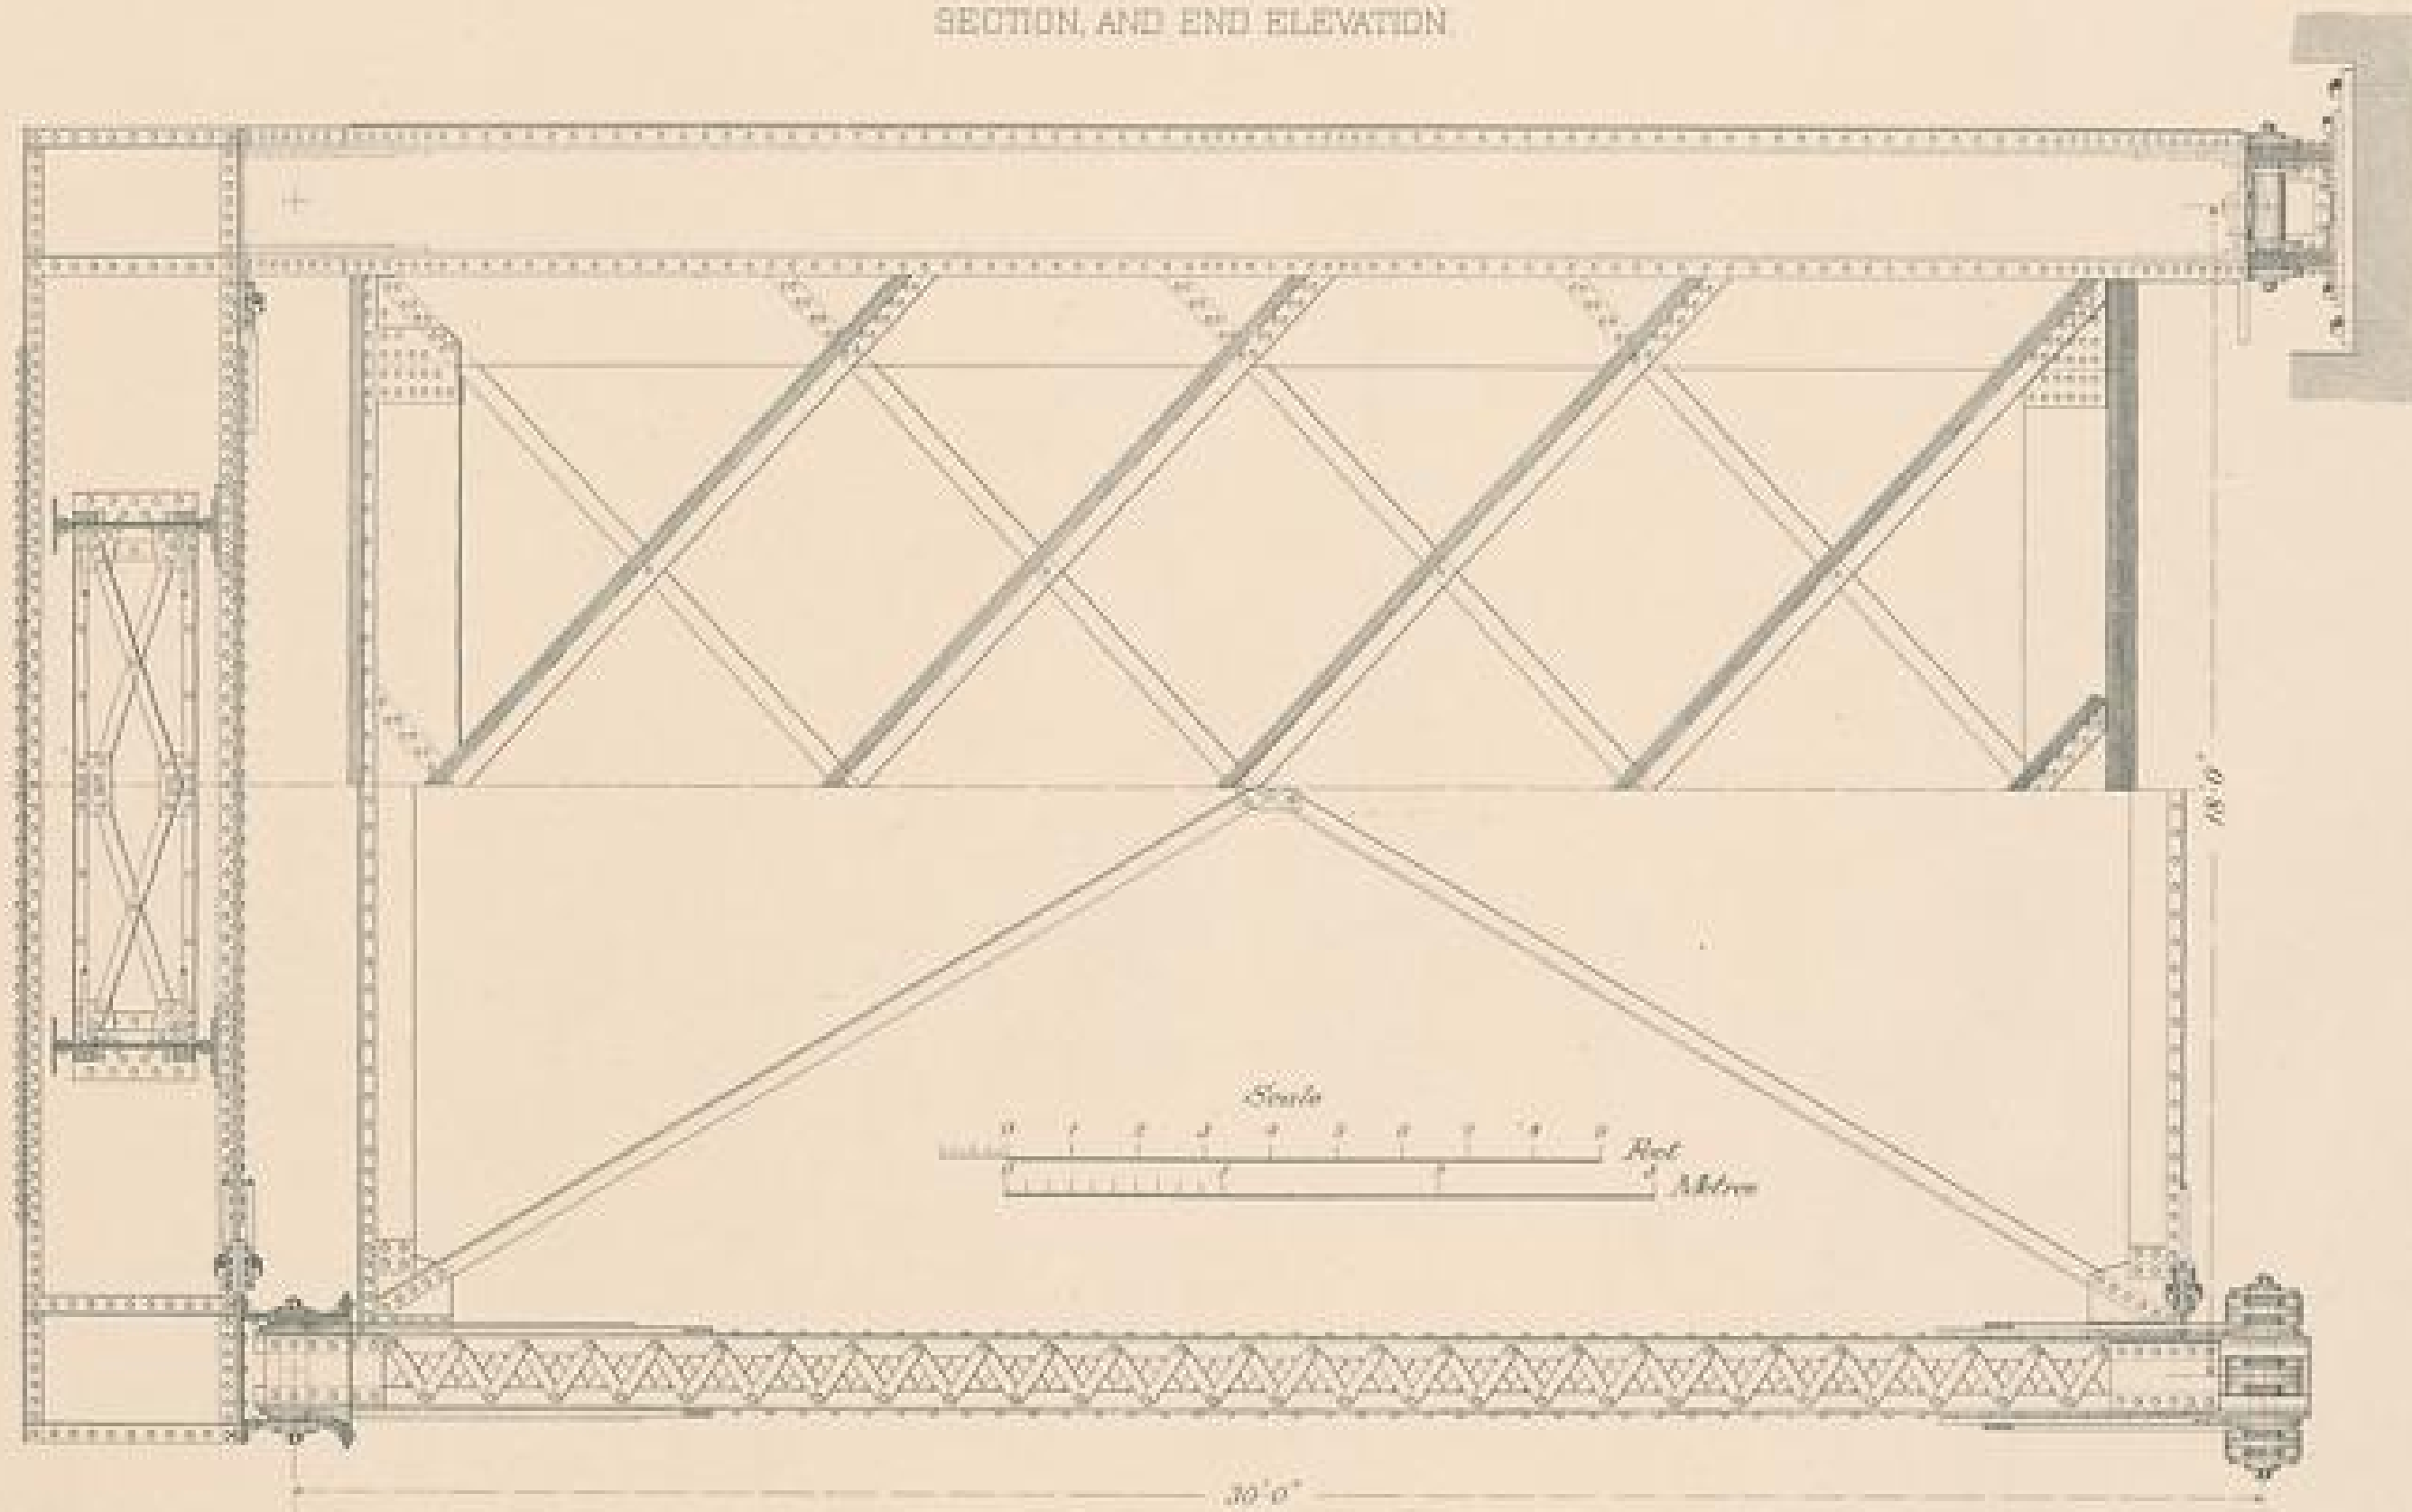 SECTION, AND END ELEVATION.
18'.0"
Scale
0 1 2 3 4 5 6 7 8 9 Feet
0 1 2 3 Métres
30'0"